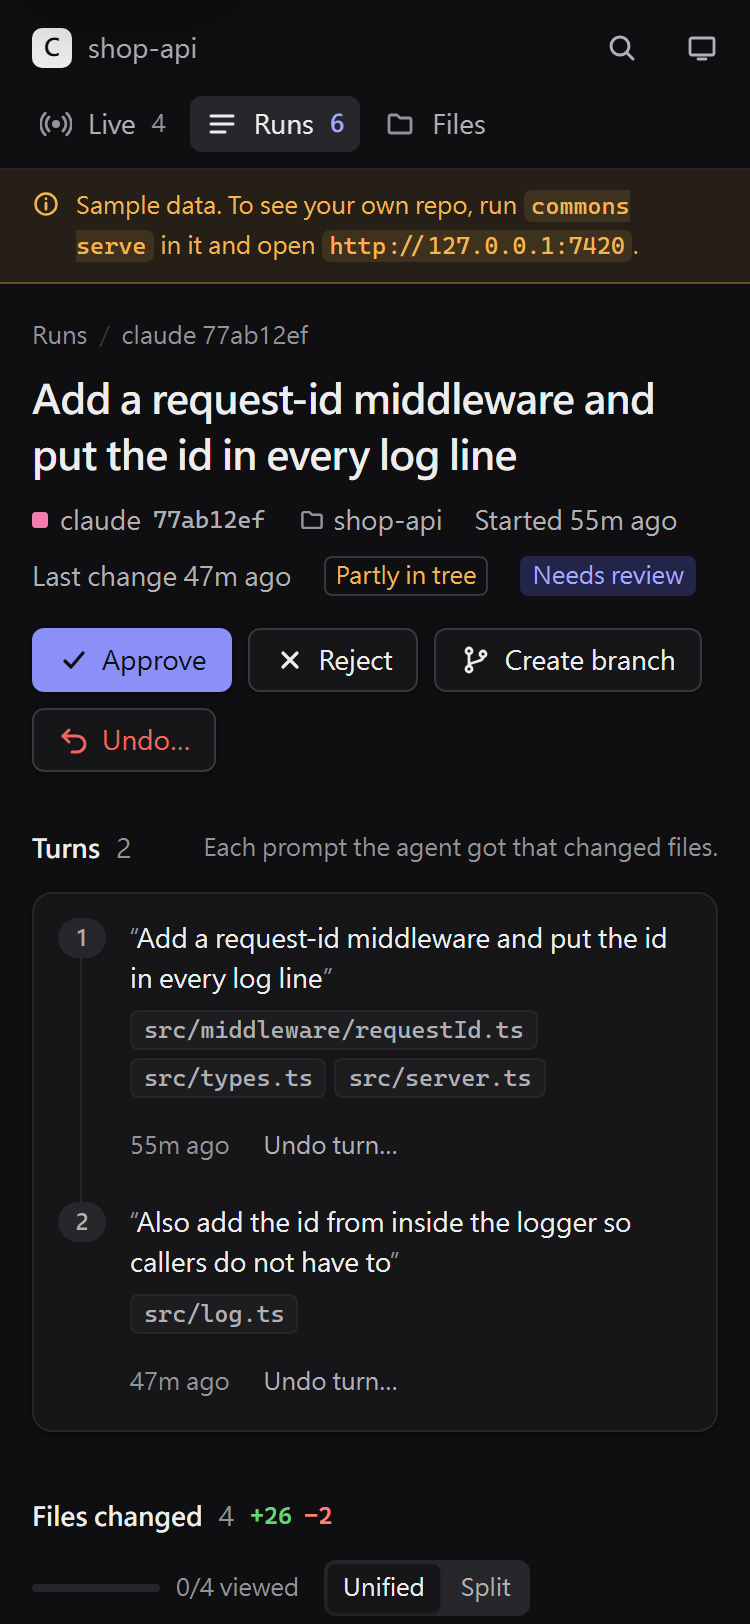 C shop-api
Live 4 Runs 6 Files
Sample data. To see your own repo, run commons
serve in it and open http://127.0.0.1:7420.
Runs / claude 77ab12ef
Add a request-id middleware and
put the id in every log line
claude 77ab12ef shop-api Started 55m ago
Last change 47m ago Partly in tree Needs review
Approve Reject Create branch
Undo...
Turns 2 Each prompt the agent got that changed files.
1 “Add a request-id middleware and put the id
in every log line”
src/middleware/requestId.ts
src/types.ts src/server.ts
55m ago Undo turn...
2 “Also add the id from inside the logger so
callers do not have to”
src/log.ts
47m ago Undo turn...
Files changed 4 +26 −2
0/4 viewed Unified Split